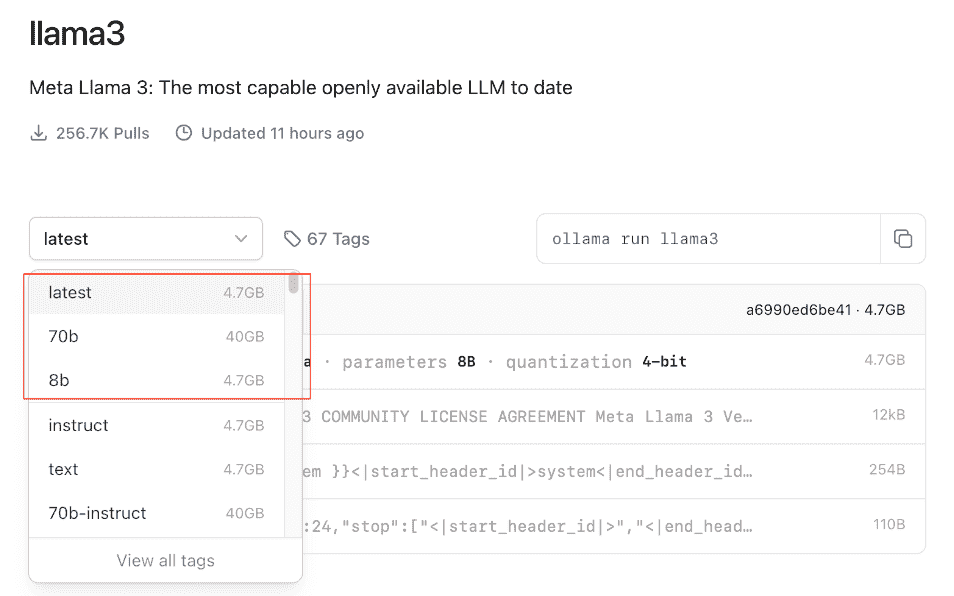 llama3
Meta Llama 3: The most capable openly available LLM to date
256.7K Pulls Updated 11 hours ago
latest 67 Tags ollama run llama3
latest 4.7GB
70b 40GB
8b 4.7GB
instruct 4.7GB
text 4.7GB
70b-instruct 40GB
View all tags
a6990ed6be41 · 4.7GB
a · parameters 8B · quantization 4-bit 4.7GB
3 COMMUNITY LICENSE AGREEMENT Meta Llama 3 Ve… 12kB
em }}<|start_header_id|>system<|end_header_id… 254B
:24,"stop":["<|start_header_id|>","<|end_head… 110B